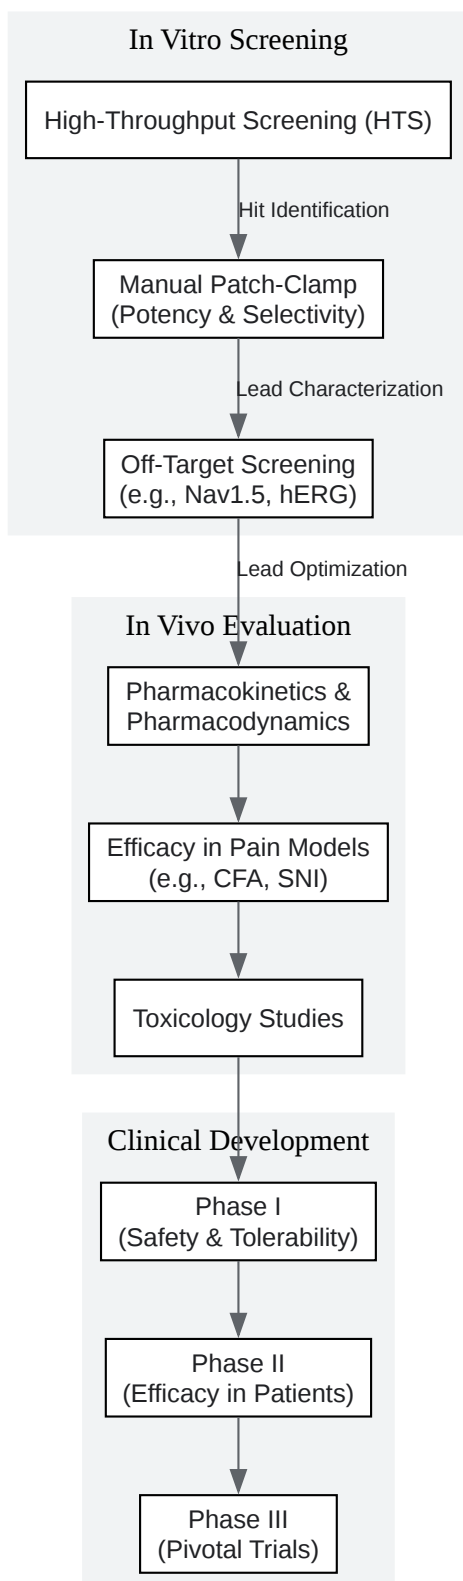 In Vitro Screening
High-Throughput Screening (HTS)
Hit Identification
Manual Patch-Clamp
(Potency & Selectivity)
Lead Characterization
Off-Target Screening
(e.g., Nav1.5, hERG)
Lead Optimization
In Vivo Evaluation
Pharmacokinetics &
Pharmacodynamics
Efficacy in Pain Models
(e.g., CFA, SNI)
Toxicology Studies
Clinical Development
Phase I
(Safety & Tolerability)
Phase II
(Efficacy in Patients)
Phase III
(Pivotal Trials)